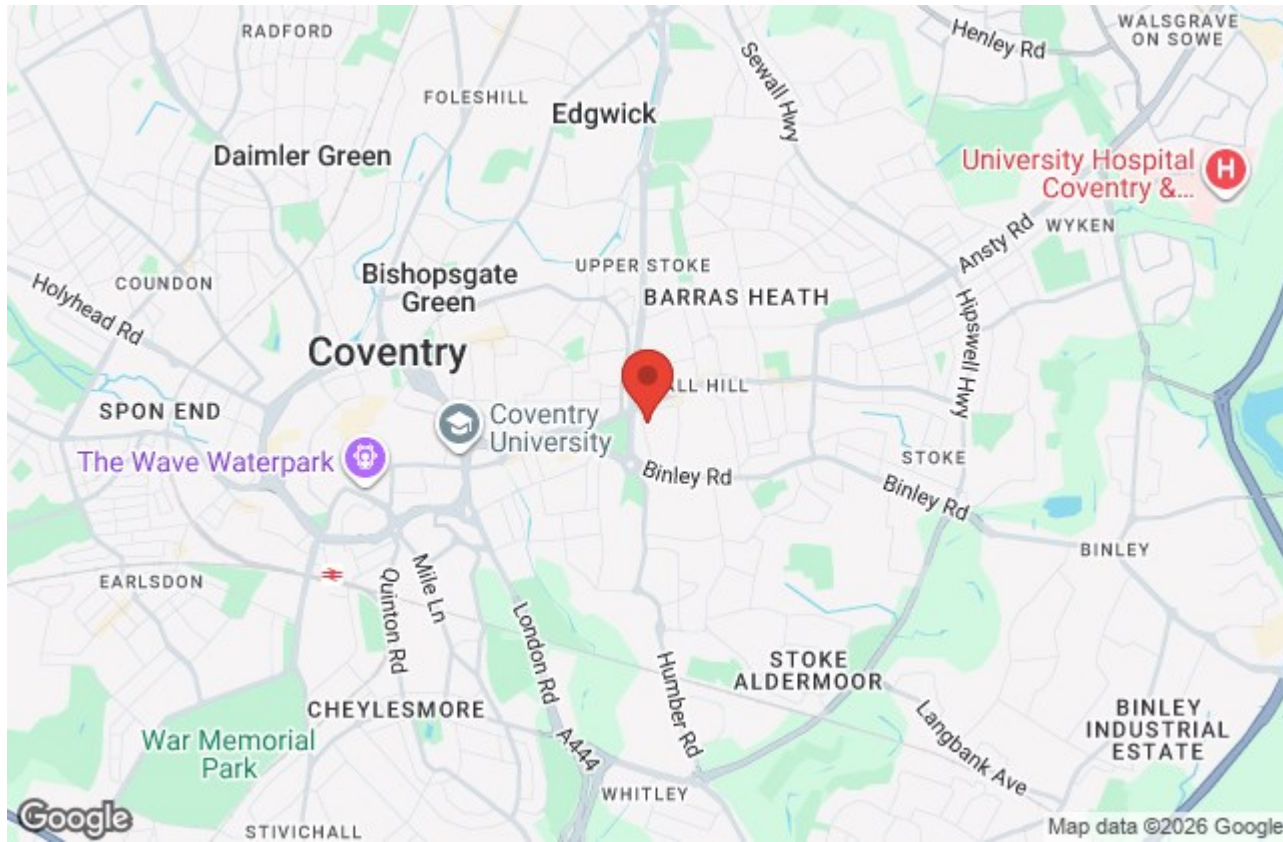 RADFORD
WALSGRAVE
ON SOWE
Henley Rd
Sewall Hwy
FOLESHILL
Edgwick
Daimler Green
University Hospital
Coventry &...
H
WYKEN
Ansty Rd
UPPER STOKE
Bishopsgate
Green
COUNDON
Holyhead Rd
BARRAS HEATH
Hipswell Hwy
Coventry
ALL HILL
SPON END
Coventry
University
The Wave Waterpark
STOKE
Binley Rd
Binley Rd
BINLEY
EARLSDON
Mile Ln
Quinton Rd
London Rd
STOKE
ALDERMOOR
Humber Rd
CHEYLESMORE
Langbank Ave
BINLEY
INDUSTRIAL
ESTATE
War Memorial
Park
A444
WHITLEY
Google
STIVICHALL
Map data ©2026 Google